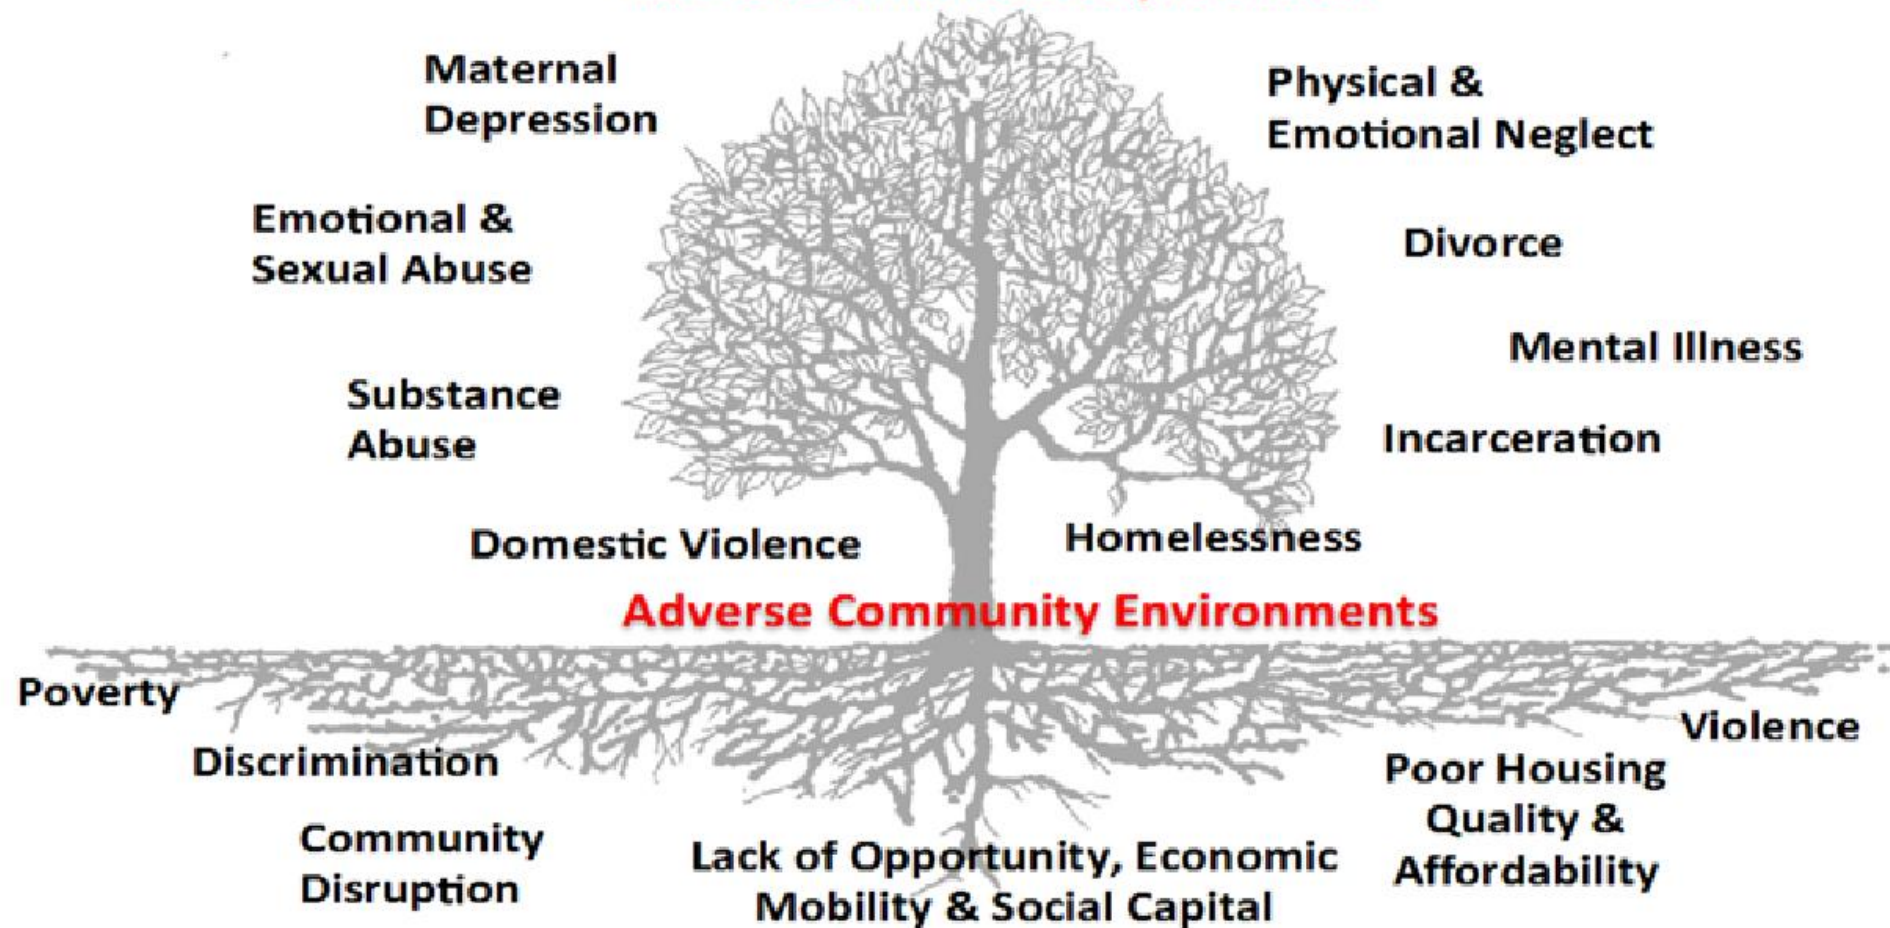 Maternal
Depression
Physical &
Emotional Neglect
Emotional &
Sexual Abuse
Divorce
Mental Illness
Substance
Abuse
Incarceration
Domestic Violence
Homelessness
Adverse Community Environments
Poverty
Violence
Discrimination
Poor Housing
Quality &
Affordability
Community
Disruption
Lack of Opportunity, Economic
Mobility & Social Capital